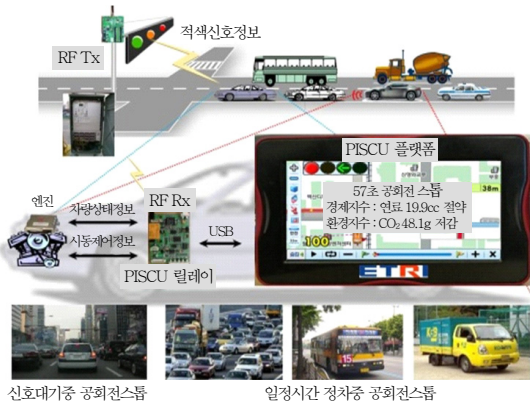 적색신호정보
RF Tx
PISCU 플랫폼
38m
57초 공회전 스톱
경제지수 : 연료 19.9cc 절약
환경지수 : CO₂ 48.1g 저감
100
ETRI
엔진
차량상태정보
시동제어정보
RF Rx
USB
PISCU 릴레이
15
신호대기중 공회전스톱
일정시간 정차중 공회전스톱